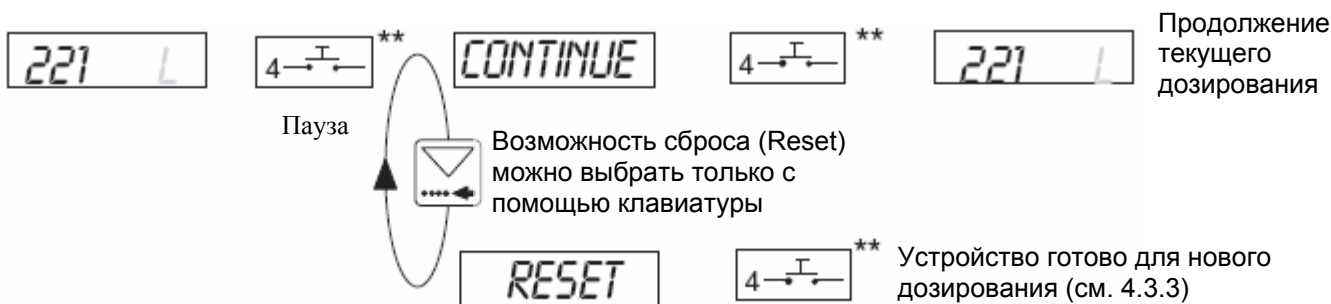 221 L
4
**
CONTINUE
4
**
221 L
Продолжение
текущего
дозирования
Пауза
Возможность сброса (Reset)
можно выбрать только с
помощью клавиатуры
RESET
4
**
Устройство готово для нового
дозирования (см. 4.3.3)